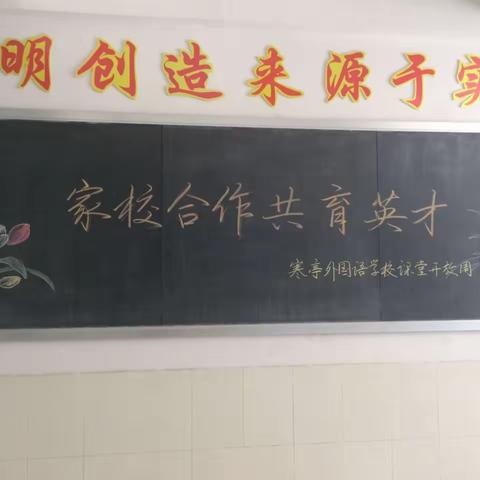 明创造来源于实
家校合作共育英才
寒亭外国语学校课堂开放周